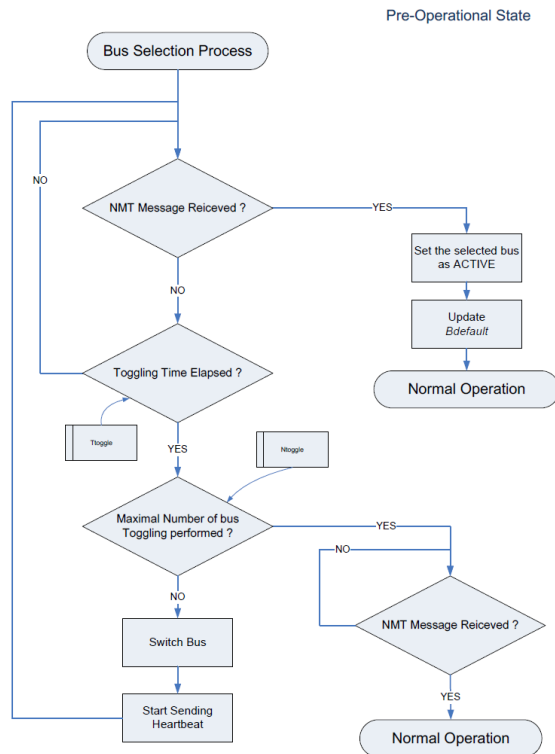 Pre-Operational State
Bus Selection Process
NO
NMT Message Reiceved ?
YES
Set the selected bus
as ACTIVE
NO
Update
Bdefault
Toggling Time Elapsed ?
Normal Operation
Ttoggle
YES
Ntoggle
Maximal Number of bus
Toggling performed ?
YES
NO
NO
NMT Message Reiceved ?
Switch Bus
YES
Start Sending
Heartbeat
Normal Operation